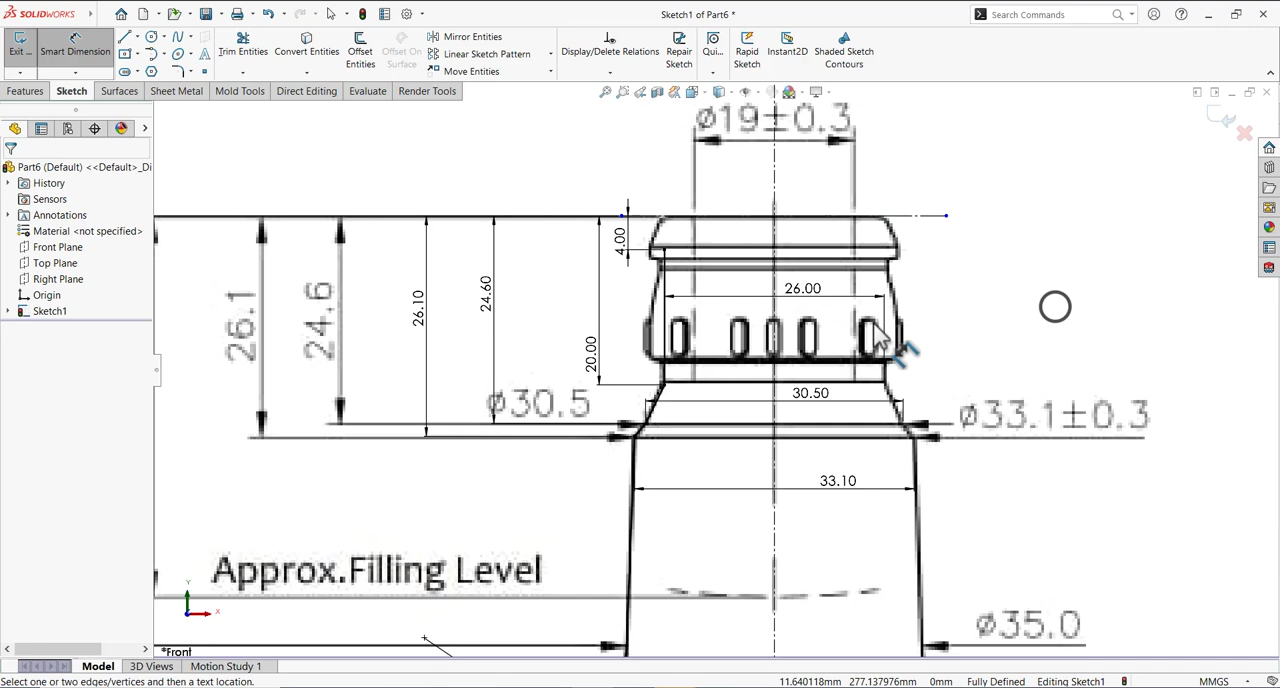 SOLIDWORKS
Sketch1 of Part6 *
Search Commands
Exit ...
Smart Dimension
Trim Entities
Convert Entities
Offset Entities
Offset On Surface
Mirror Entities
Linear Sketch Pattern
Move Entities
Display/Delete Relations
Repair Sketch
Qui...
Rapid Sketch
Instant2D
Shaded Sketch Contours
Features
Sketch
Surfaces
Sheet Metal
Mold Tools
Direct Editing
Evaluate
Render Tools
Part6 (Default) <<Default>_Di
History
Sensors
Annotations
Material <not specified>
Front Plane
Top Plane
Right Plane
Origin
Sketch1
ø19±0.3
4.00
26.1
24.6
26.10
24.60
20.00
26.00
ø30.5
30.50
ø33.1±0.3
33.10
Approx.Filling Level
ø35.0
Y
X
*Front
Model
3D Views
Motion Study 1
Select one or two edges/vertices and then a text location.
11.640118mm
277.137976mm
0mm
Fully Defined
Editing Sketch1
MMGS